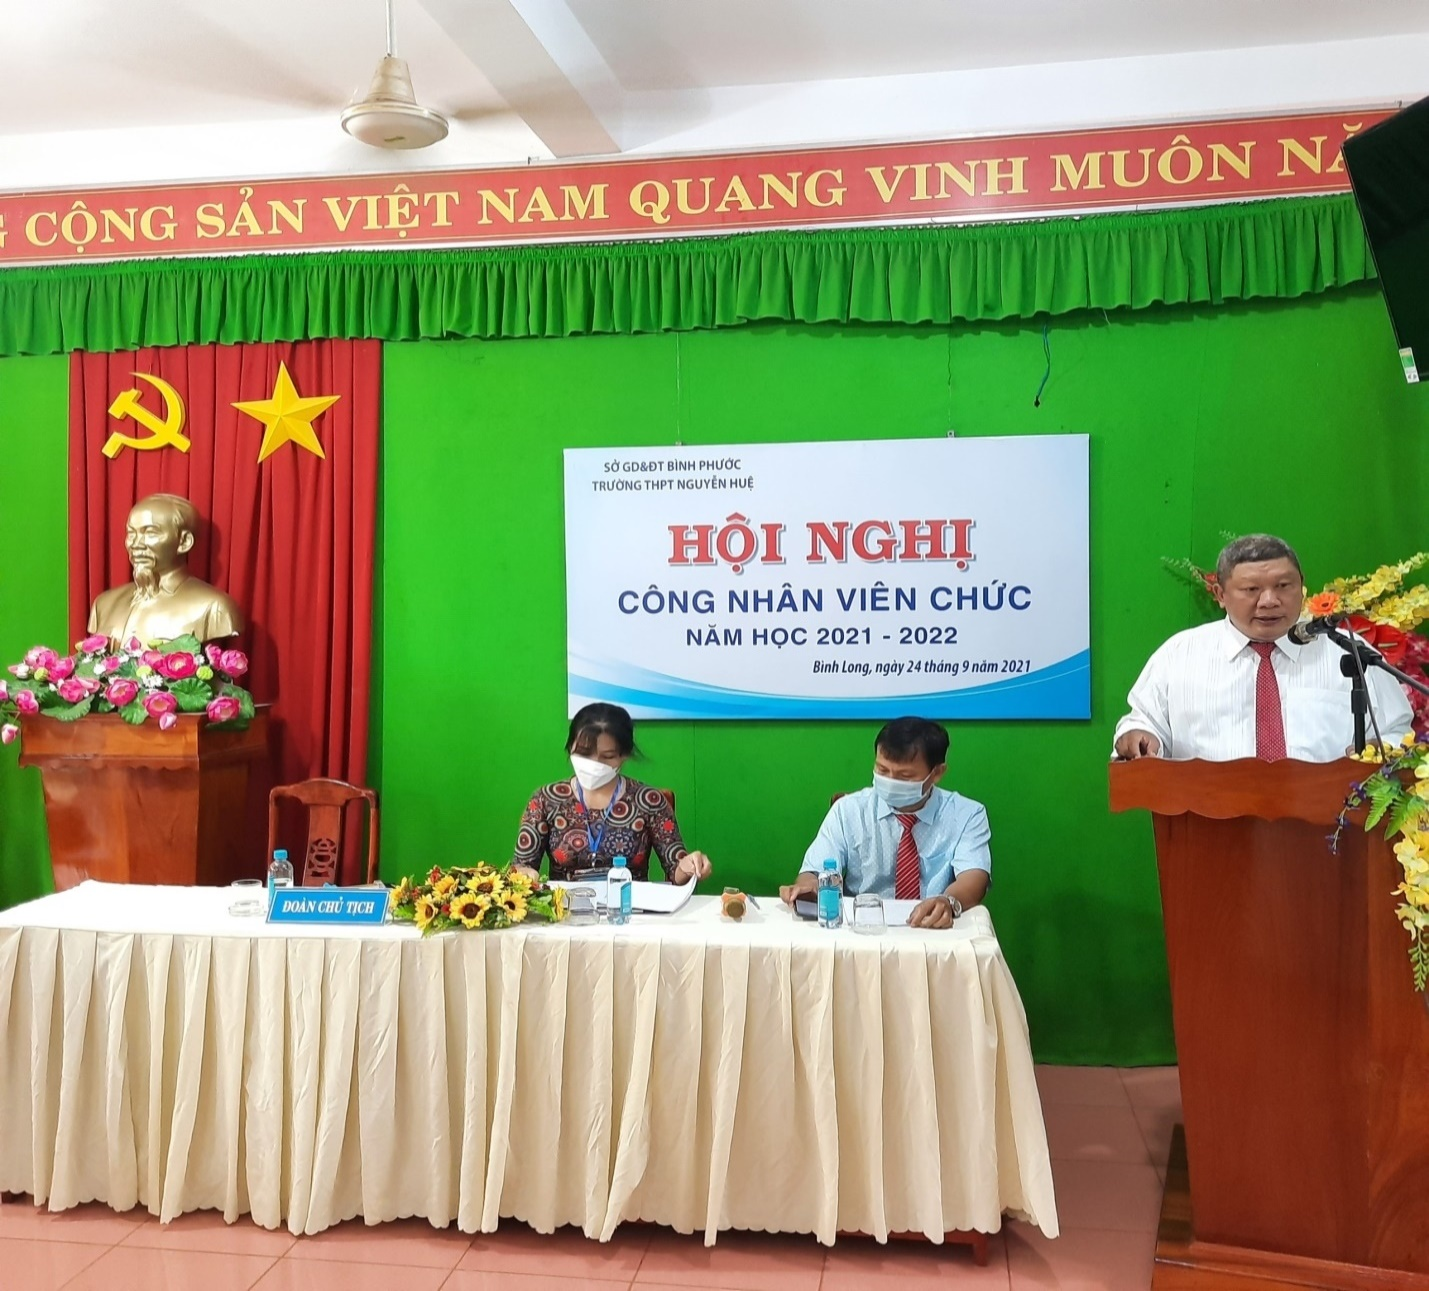 CỘNG SẢN VIỆT NAM QUANG VINH MUÔN
SỞ GD&ĐT BÌNH PHƯỚC
TRƯỜNG THPT NGUYỄN HUỆ
HỘI NGHỊ
CÔNG NHÂN VIÊN CHỨC
NĂM HỌC 2021 - 2022
Bình Long, ngày 24 tháng 9 năm 2021
ĐOÀN CHỦ TỊCH